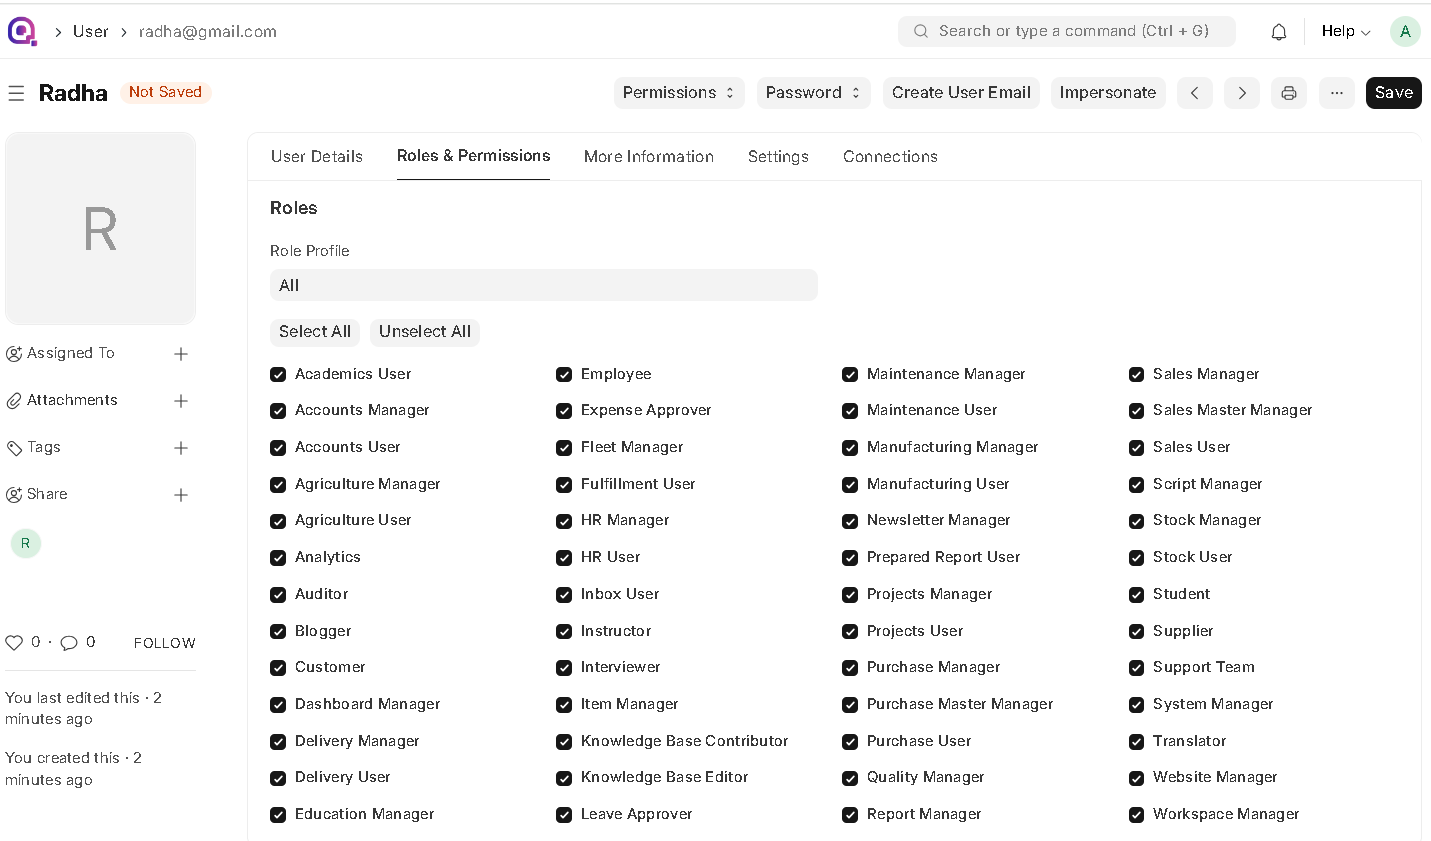 User
radha@gmail.com
Search or type a command (Ctrl + G)
Help
A
Radha
Not Saved
Permissions
Password
Create User Email
Impersonate
Save
R
Assigned To
Attachments
Tags
Share
R
0 · 0 FOLLOW
You last edited this · 2
minutes ago
You created this · 2
minutes ago
User Details
Roles & Permissions
More Information
Settings
Connections
Roles
Role Profile
All
Select All
Unselect All
Academics User
Accounts Manager
Accounts User
Agriculture Manager
Agriculture User
Analytics
Auditor
Blogger
Customer
Dashboard Manager
Delivery Manager
Delivery User
Education Manager
Employee
Expense Approver
Fleet Manager
Fulfillment User
HR Manager
HR User
Inbox User
Instructor
Interviewer
Item Manager
Knowledge Base Contributor
Knowledge Base Editor
Leave Approver
Maintenance Manager
Maintenance User
Manufacturing Manager
Manufacturing User
Newsletter Manager
Prepared Report User
Projects Manager
Projects User
Purchase Manager
Purchase Master Manager
Purchase User
Quality Manager
Report Manager
Sales Manager
Sales Master Manager
Sales User
Script Manager
Stock Manager
Stock User
Student
Supplier
Support Team
System Manager
Translator
Website Manager
Workspace Manager